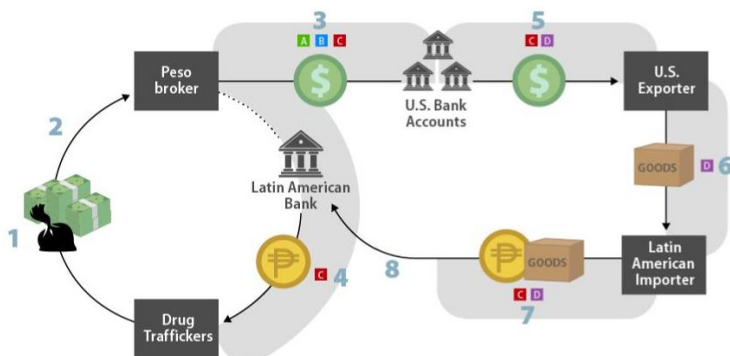 3
A B C
5
C D
Peso
broker
U.S.
Exporter
U.S. Bank
Accounts
2
GOODS
D 6
Latin American
Bank
1
8
GOODS
Latin
American
Importer
C 4
C D
7
Drug
Traffickers